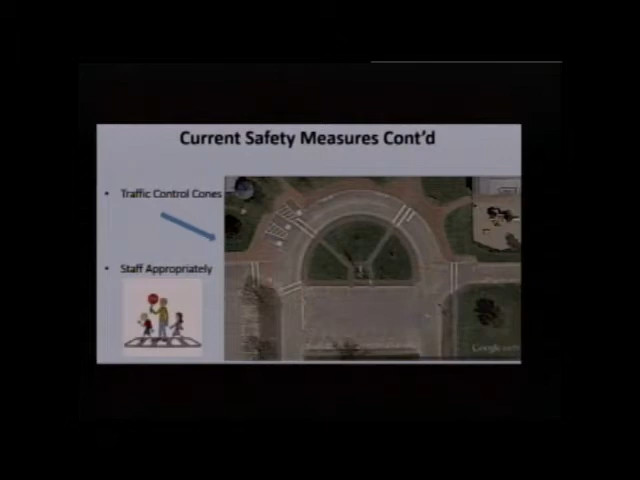 Current Safety Measures Cont'd
• Traffic Control Cones
• Staff Appropriately
Google